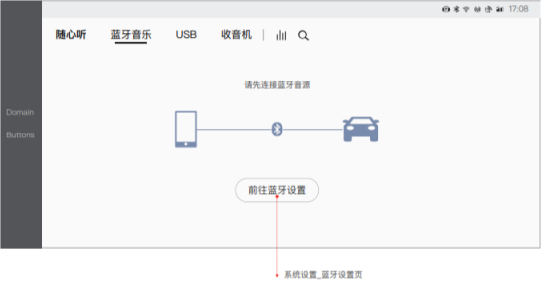 17:08
随心听 蓝牙音乐 USB 收音机
请先连接蓝牙音源
Domain
Buttons
前往蓝牙设置
系统设置_蓝牙设置页